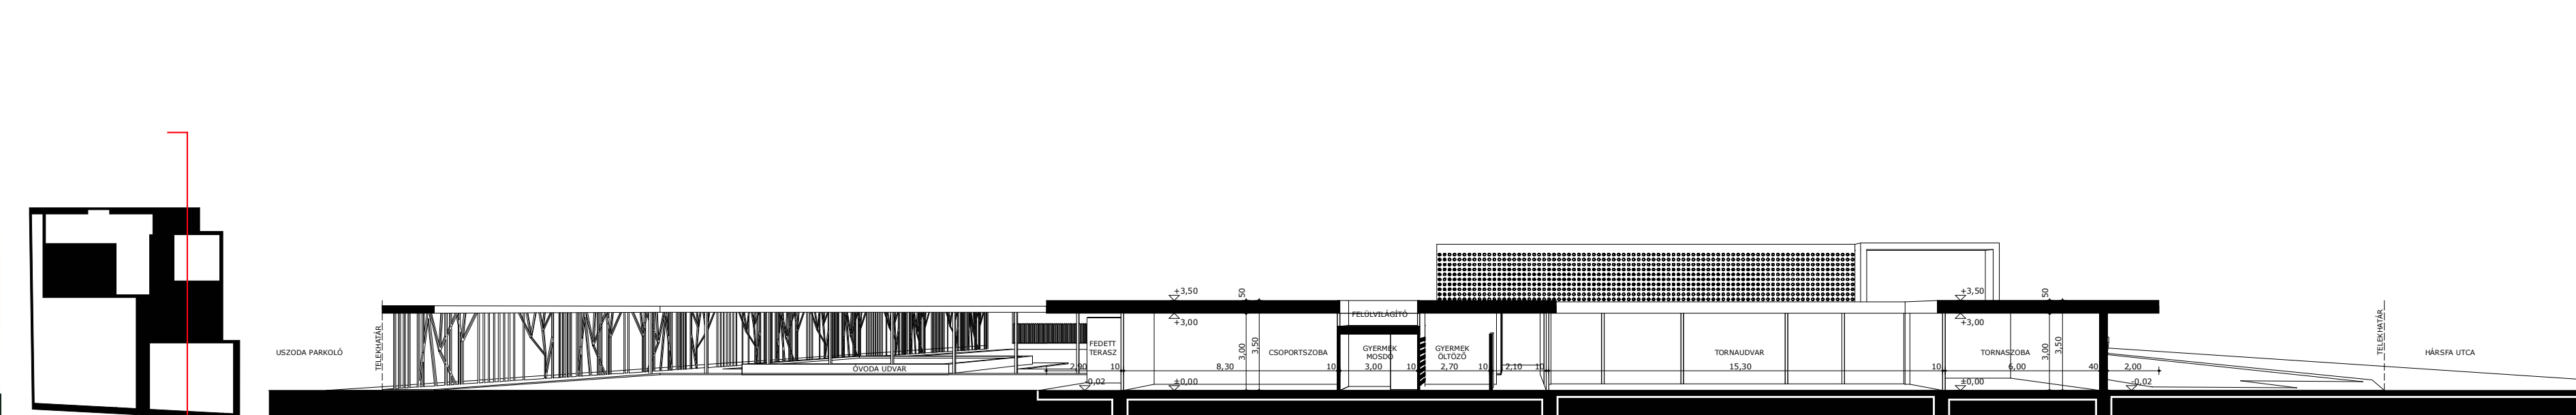 +3,50
50
+3,50
50
FELÜLVILÁGÍTÓ
+3,00
+3,00
TELEKHATÁR
TELEKHATÁR
USZODA PARKOLÓ
FEDETT
TERASZ
3,00
3,50
CSOPORTSZOBA
GYERMEK
MOSDÓ
GYERMEK
ÖLTÖZŐ
TORNAUDVAR
TORNASZOBA
3,00
3,50
HÁRSFA UTCA
ÓVODA UDVAR
2,00
10
8,30
10
3,00
10
2,70
10
2,10
10
15,30
10
6,00
40
2,00
-0,02
±0,00
±0,00
-0,02